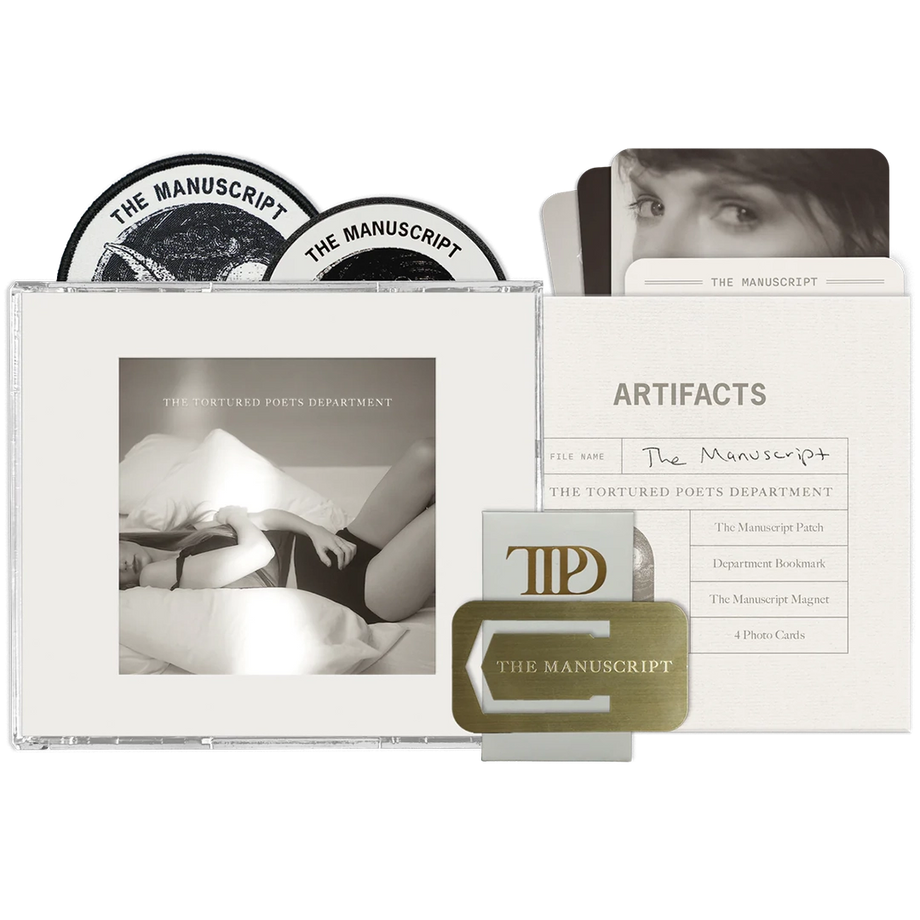 THE MANUSCRIPT
THE MANUSCRIPT
THE MANUSCRIPT
THE TORTURED POETS DEPARTMENT
ARTIFACTS
FILE NAME
The Manuscript
THE TORTURED POETS DEPARTMENT
The Manuscript Patch
Department Bookmark
The Manuscript Magnet
4 Photo Cards
TTPD
THE MANUSCRIPT